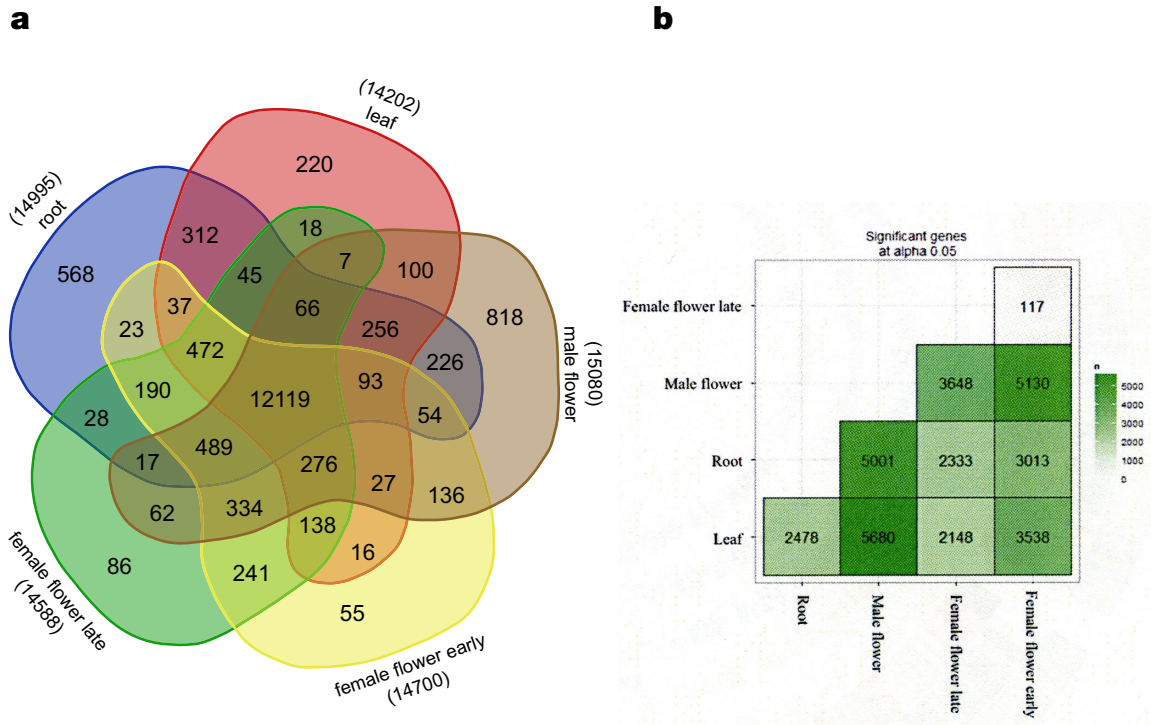 a
b
(14202)
leaf
(14995)
root
220
312
18
7
100
568
45
818
66
256
37
23
226
472
93
190
12119
54
28
489
17
276
27
136
62
334
138
16
86
241
55
male flower
(15080)
female flower late
(14588)
female flower early
(14700)
Significant genes
at alpha 0.05
Female flower late
117
Male flower
3648 5130
Root
5001 2333 3013
Leaf
2478 5680 2148 3538
n
5000
4000
3000
2000
1000
0
Root
Male flower
Female flower late
Female flower early